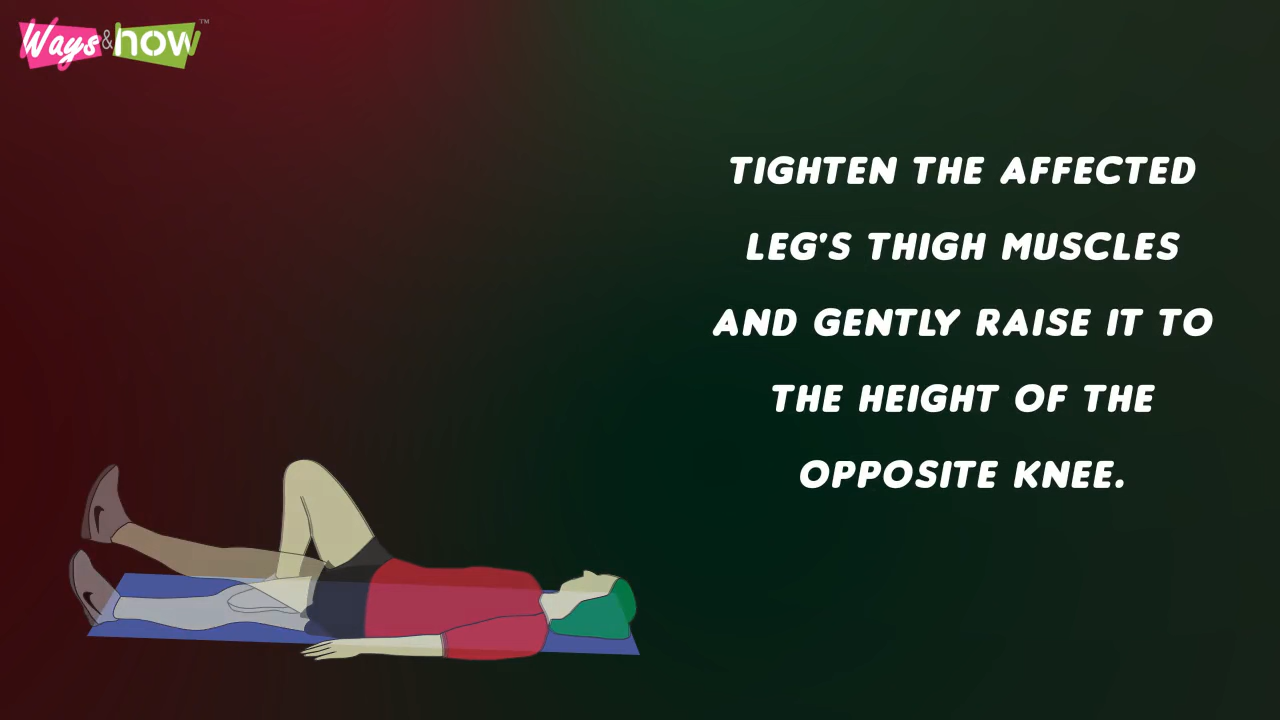 Ways & how™
TIGHTEN THE AFFECTED
LEG'S THIGH MUSCLES
AND GENTLY RAISE IT TO
THE HEIGHT OF THE
OPPOSITE KNEE.